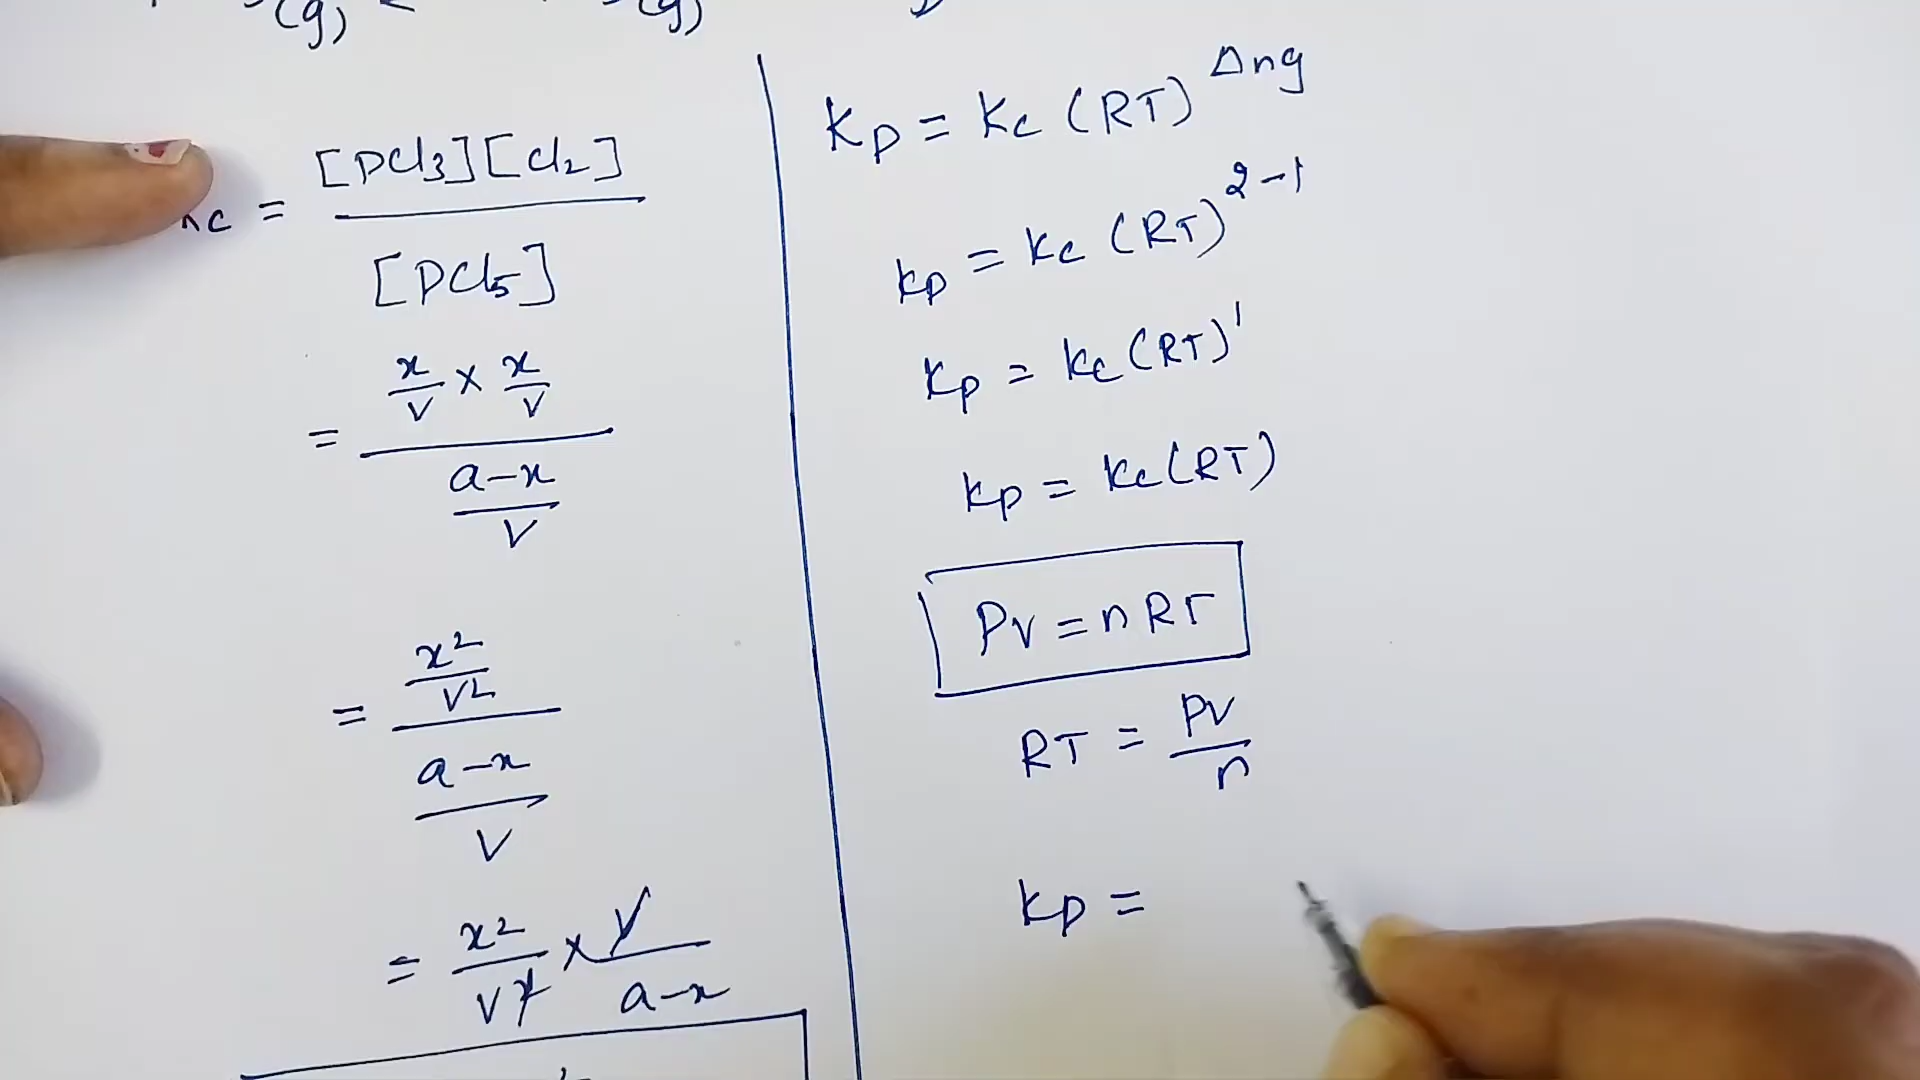 (g) (g)
Kc = [PCl₃][Cl₂] / [PCl₅]
= x/V × x/V / a-x/V
= x²/V² / a-x/V
= x²/V² × V / a-x
Kp = Kc (RT)^Δng
Kp = Kc (RT)^2-1
Kp = Kc (RT)^1
Kp = Kc (RT)
PV = nRT
RT = PV/n
Kp =